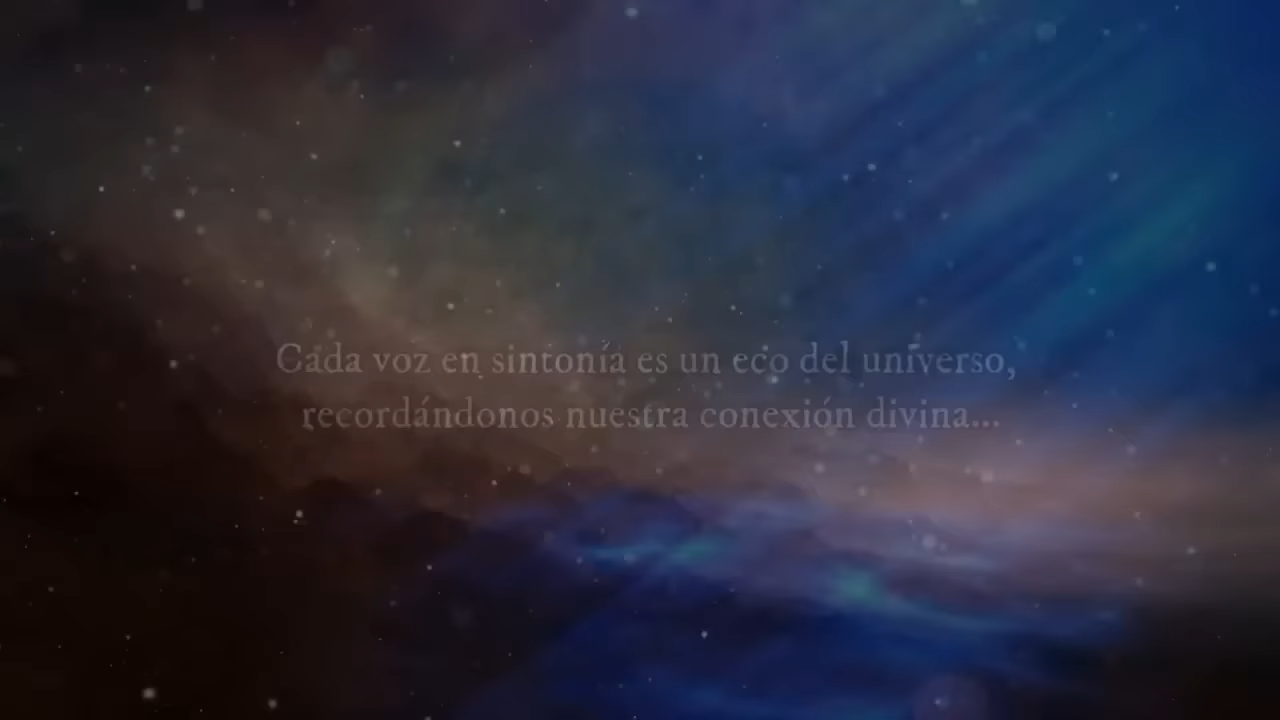 Cada voz en sintonía es un eco del universo,
recordándonos nuestra conexión divina...